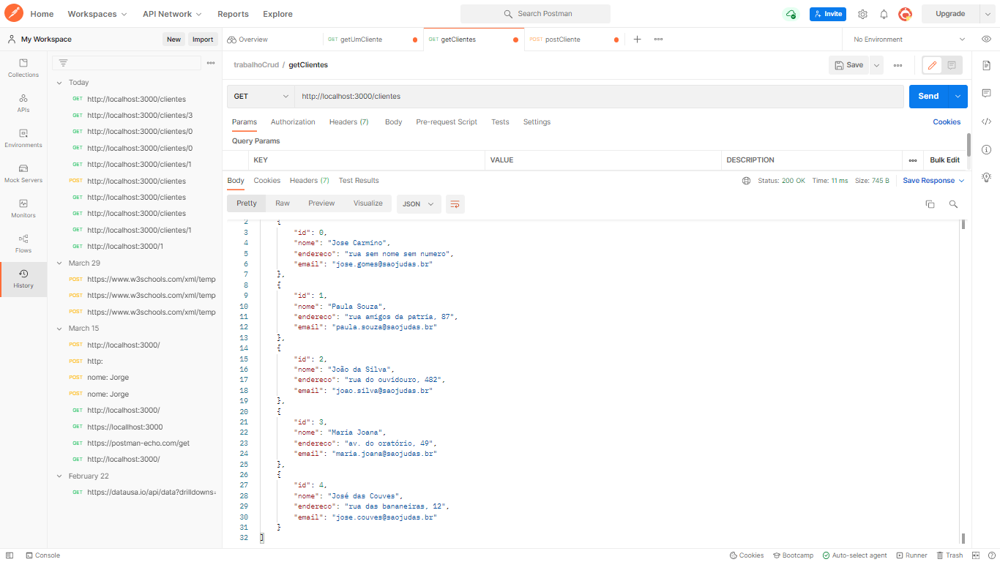 Home Workspaces API Network Reports Explore Search Postman Invite Upgrade
My Workspace New Import Overview GET getUmCliente GET getClientes POST postCliente No Environment
Collections
APIs
Environments
Mock Servers
Monitors
Flows
History
Today
GET http://localhost:3000/clientes
GET http://localhost:3000/clientes/3
GET http://localhost:3000/clientes/0
GET http://localhost:3000/clientes/0
GET http://localhost:3000/clientes/1
POST http://localhost:3000/clientes
GET http://localhost:3000/clientes
GET http://localhost:3000/clientes
GET http://localhost:3000/clientes/1
GET http://localhost:3000/1
March 29
POST https://www.w3schools.com/xml/temp
POST https://www.w3schools.com/xml/temp
POST https://www.w3schools.com/xml/temp
March 15
POST http://localhost:3000/
POST http:
POST nome: Jorge
POST nome: Jorge
GET http://localhost:3000/
GET https://locallhost:3000
GET https://postman-echo.com/get
GET http://localhost:3000/
February 22
GET https://datausa.io/api/data?drilldowns=
trabalhoCrud / getClientes Save
GET http://localhost:3000/clientes Send
Params Authorization Headers (7) Body Pre-request Script Tests Settings Cookies
Query Params
KEY VALUE DESCRIPTION Bulk Edit
Body Cookies Headers (7) Test Results Status: 200 OK Time: 11 ms Size: 745 B Save Response
Pretty Raw Preview Visualize JSON
2 {
3 "id": 0,
4 "nome": "Jose Carmino",
5 "endereco": "rua sem nome sem numero",
6 "email": "jose.gomes@saojudas.br"
7 },
8 {
9 "id": 1,
10 "nome": "Paula Souza",
11 "endereco": "rua amigos da patria, 87",
12 "email": "paula.souza@saojudas.br"
13 },
14 {
15 "id": 2,
16 "nome": "João da Silva",
17 "endereco": "rua do ouvidouro, 482",
18 "email": "joao.silva@saojudas.br"
19 },
20 {
21 "id": 3,
22 "nome": "Maria Joana",
23 "endereco": "av. do oratório, 49",
24 "email": "maria.joana@saojudas.br"
25 },
26 {
27 "id": 4,
28 "nome": "José das Couves",
29 "endereco": "rua das bananeiras, 12",
30 "email": "jose.couves@saojudas.br"
31 }
32 ]
Console Cookies Bootcamp Auto-select agent Runner Trash